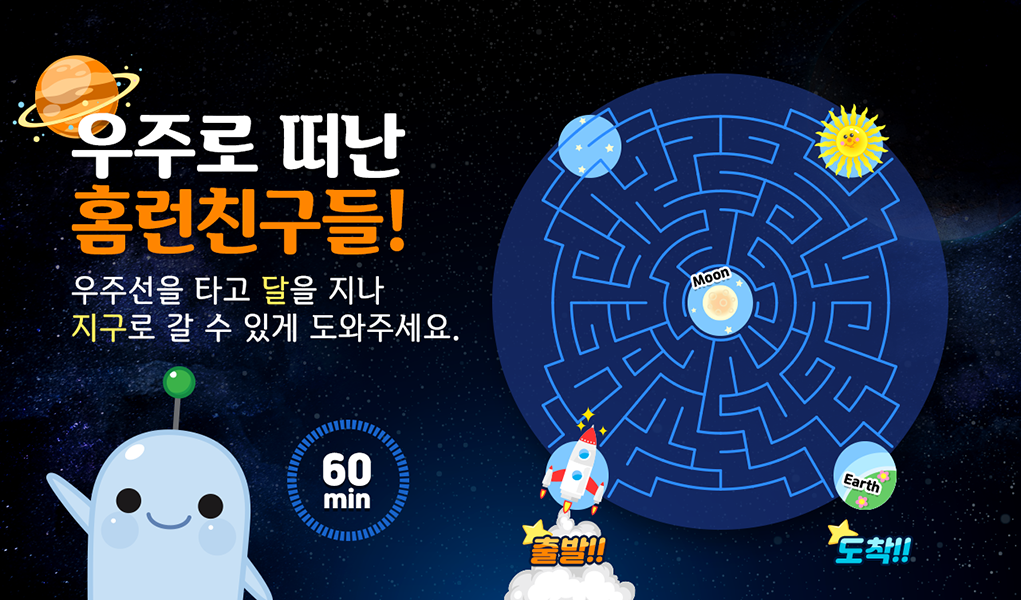 우주로 떠난
홈런친구들!
우주선을 타고 달을 지나
지구로 갈 수 있게 도와주세요.
60
min
Moon
Earth
출발!!
도착!!